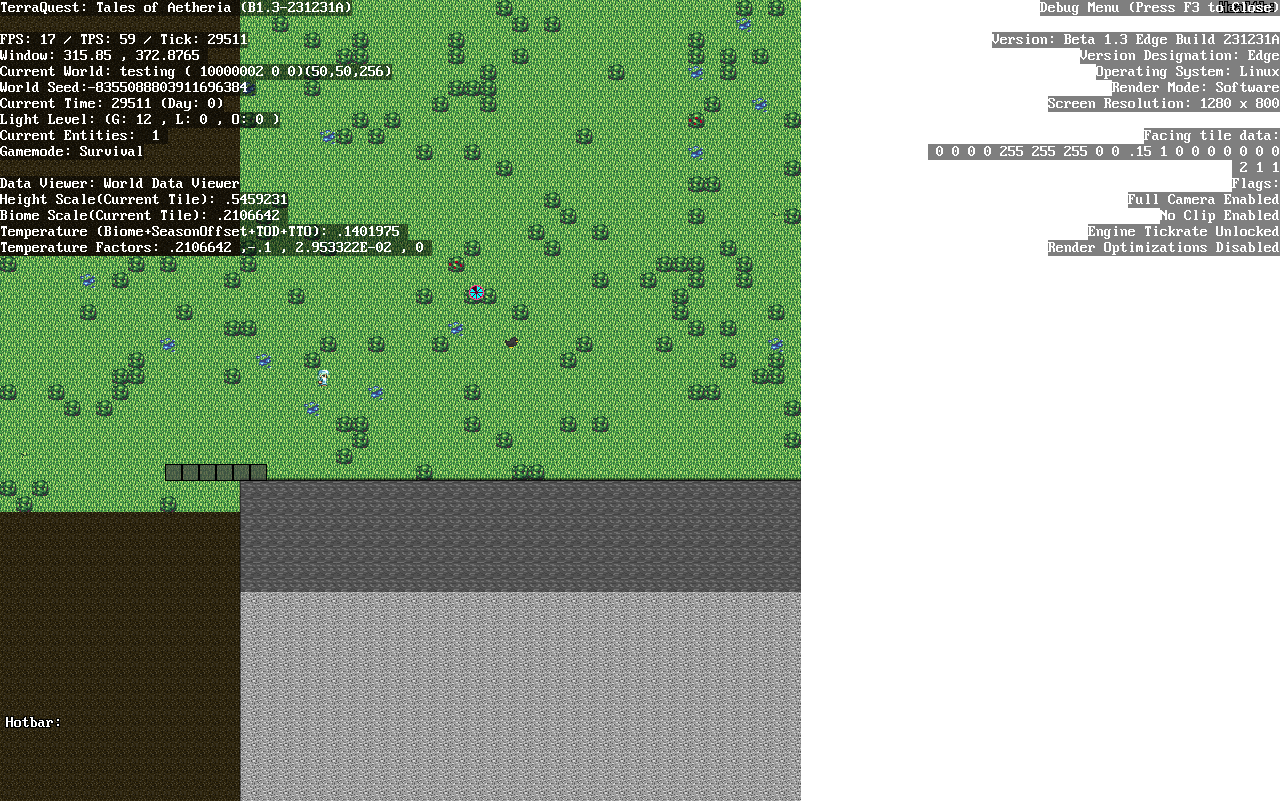 TerraQuest: Tales of Aetheria (B1.3-231231A)
FPS: 17 / TPS: 59 / Tick: 29511
Window: 315.85 , 372.8765
Current World: testing ( 10000002 0 0)(50,50,256)
World Seed:-8355088803911696384
Current Time: 29511 (Day: 0)
Light Level: (G: 12 , L: 0 , O: 0 )
Current Entities:  1
Gamemode: Survival
Data Viewer: World Data Viewer
Height Scale(Current Tile): .5459231
Biome Scale(Current Tile): .2106642
Temperature (Biome+SeasonOffset+TOD+TTO): .1401975
Temperature Factors: .2106642 ,-.1 , 2.953322E-02 , 0
Hotbar:
Debug Menu (Press F3 to Close)
Version: Beta 1.3 Edge Build 231231A
Version Designation: Edge
Operating System: Linux
Render Mode: Software
Screen Resolution: 1280 x 800
Facing tile data:
0 0 0 0 255 255 255 0 0 .15 1 0 0 0 0 0 0 0
2 1 1
Flags:
Full Camera Enabled
No Clip Enabled
Engine Tickrate Unlocked
Render Optimizations Disabled